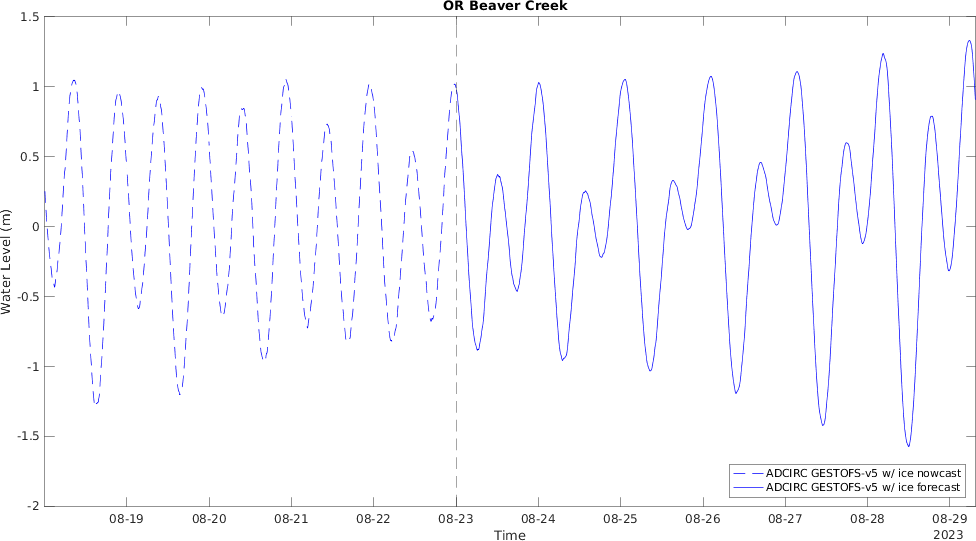 OR Beaver Creek
1.5
1
0.5
0
-0.5
-1
-1.5
-2
Water Level (m)
08-19 08-20 08-21 08-22 08-23 08-24 08-25 08-26 08-27 08-28 08-29
2023
Time
ADCIRC GESTOFS-v5 w/ ice nowcast
ADCIRC GESTOFS-v5 w/ ice forecast